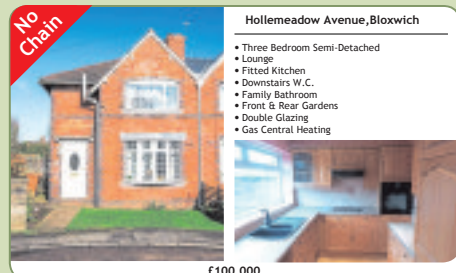 No
Chain
Hollemeadow Avenue,Bloxwich
• Three Bedroom Semi-Detached
• Lounge
• Fitted Kitchen
• Downstairs W.C.
• Family Bathroom
• Front & Rear Gardens
• Double Glazing
• Gas Central Heating
£100,000